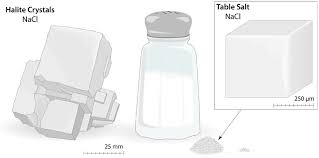 Halite Crystals
NaCl
Table Salt
NaCl
250 µm
25 mm